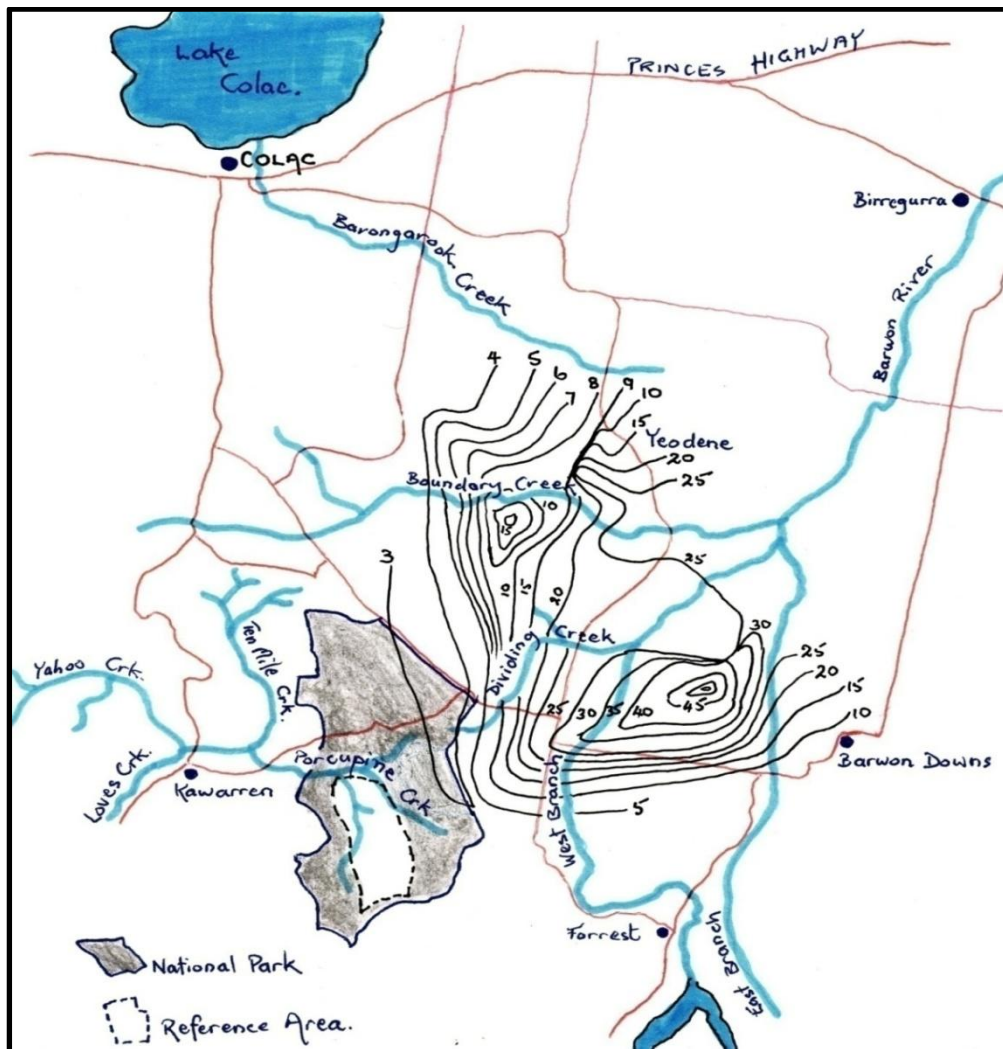 Lake
Colac.
PRINCES HIGHWAY
COLAC
Birregurra
Barongarook
Creek
Barwon River
4
5
6
7
8
9
10
15
Yeodene
20
25
Boundary Creek
10
15
3
25
10
15
20
30
Ten Mile Crk.
Dividing
Creek
25
20
15
10
Yahoo Crk.
25
30
35
40
45
Barwon Downs
Loves Crk.
Kawarren
Porcupine
Crk
5
West Branch
Forrest
East Branch
National Park
Reference Area.